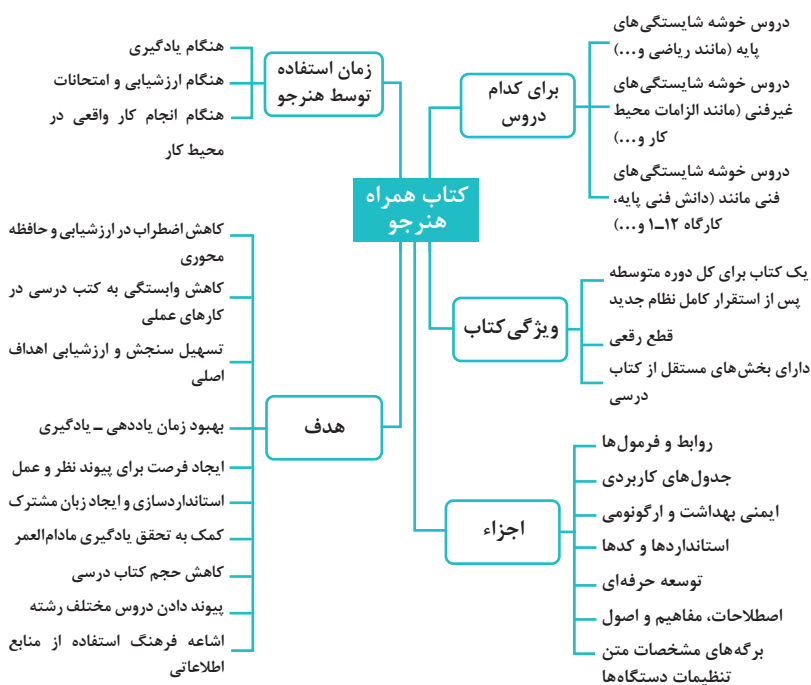 کتاب همراه
هنرجو
برای کدام
دروس
دروس خوشه شایستگی‌های
پایه (مانند ریاضی و...)
دروس خوشه شایستگی‌های
غیرفنی (مانند الزامات محیط
کار و...)
دروس خوشه شایستگی‌های
فنی مانند (دانش فنی پایه،
کارگاه ۱۲ــ۱ و...)
ویژگی کتاب
یک کتاب برای کل دوره متوسطه
پس از استقرار کامل نظام جدید
قطع رقعی
دارای بخش‌های مستقل از کتاب
درسی
اجزاء
روابط و فرمول‌ها
جدول‌های کاربردی
ایمنی بهداشت و ارگونومی
استانداردها و کدها
توسعه حرفه‌ای
اصطلاحات، مفاهیم و اصول
برگه‌های مشخصات متن
تنظیمات دستگاه‌ها
زمان استفاده
توسط هنرجو
هنگام یادگیری
هنگام ارزشیابی و امتحانات
هنگام انجام کار واقعی در
محیط کار
هدف
کاهش اضطراب در ارزشیابی و حافظه
محوری
کاهش وابستگی به کتب درسی در
کارهای عملی
تسهیل سنجش و ارزشیابی اهداف
اصلی
بهبود زمان یاددهی ــ یادگیری
ایجاد فرصت برای پیوند نظر و عمل
استانداردسازی و ایجاد زبان مشترک
کمک به تحقق یادگیری مادام‌العمر
کاهش حجم کتاب درسی
پیوند دادن دروس مختلف رشته
اشاعه فرهنگ استفاده از منابع
اطلاعاتی